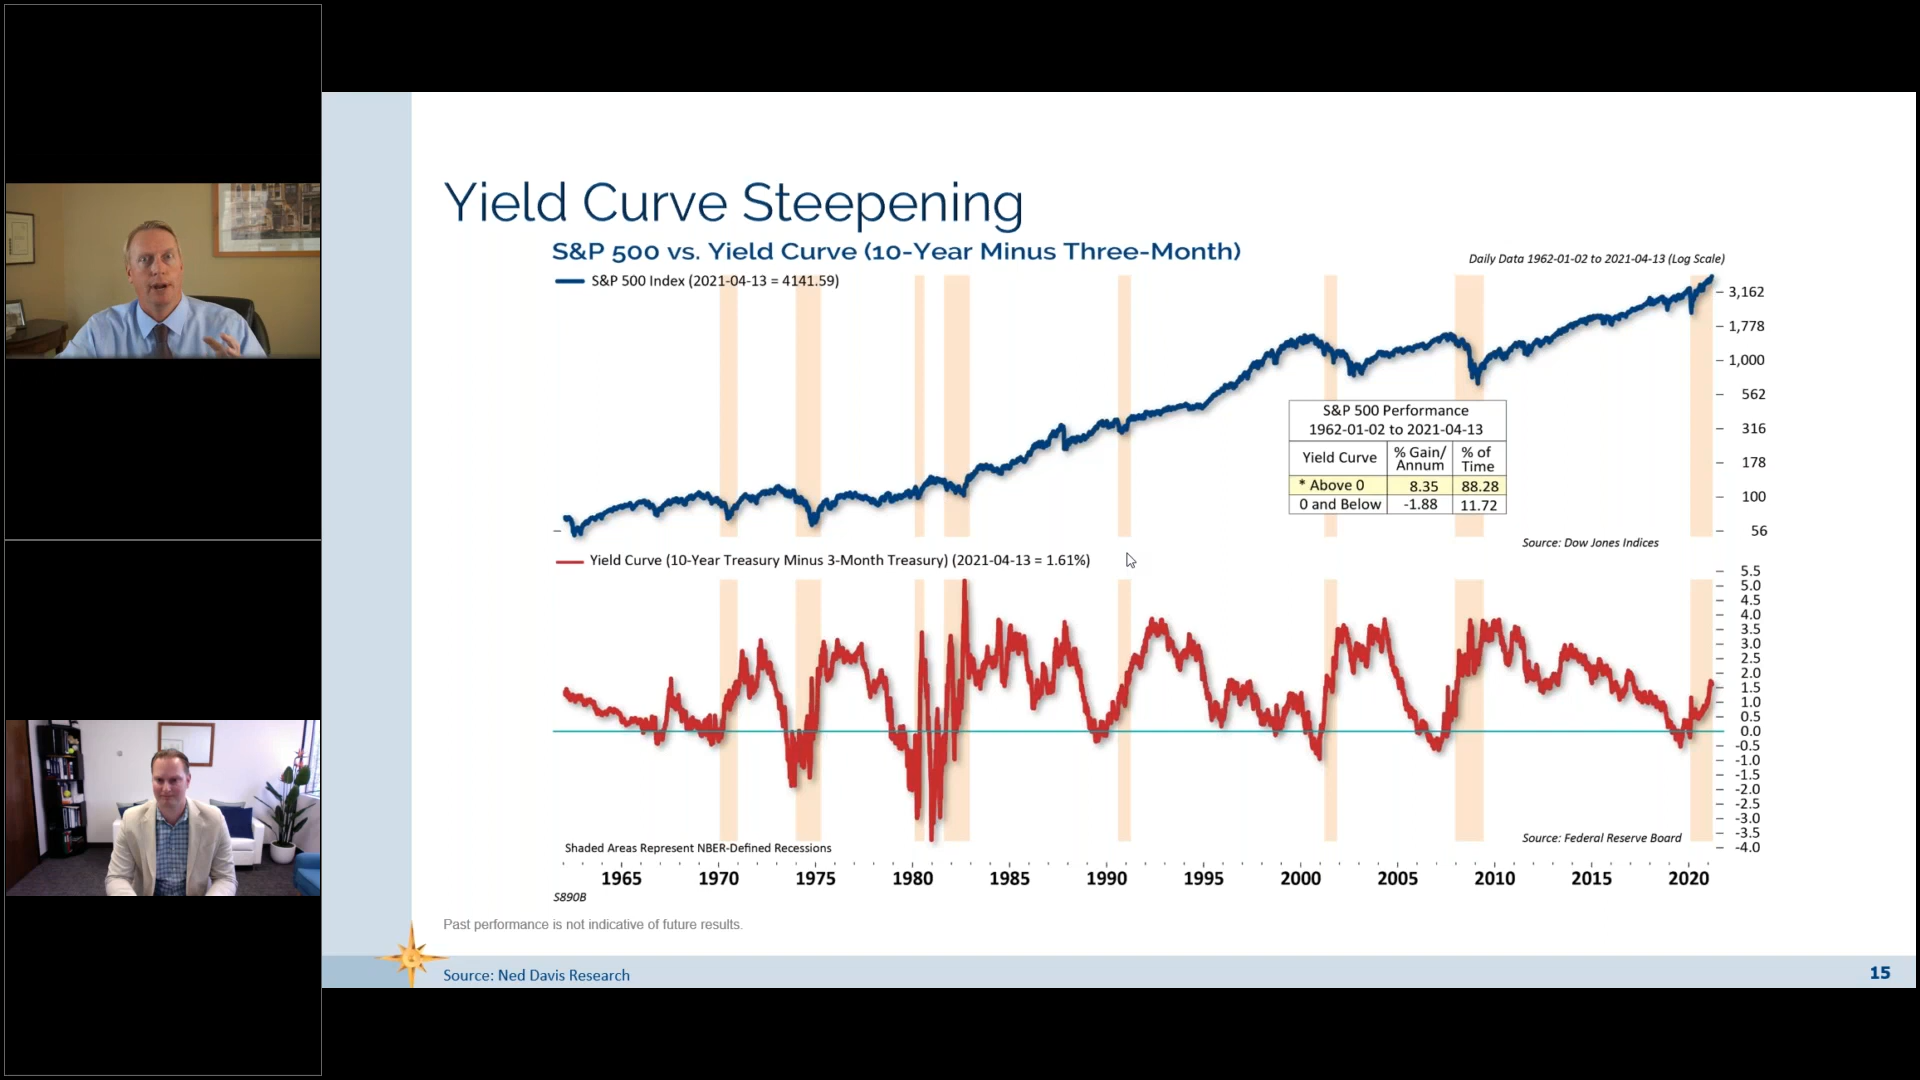 Yield Curve Steepening
S&P 500 vs. Yield Curve (10-Year Minus Three-Month)
Daily Data 1962-01-02 to 2021-04-13 (Log Scale)
S&P 500 Index (2021-04-13 = 4141.59)
3,162
1,778
1,000
562
316
178
100
56
S&P 500 Performance
1962-01-02 to 2021-04-13
Yield Curve % Gain/ Annum % of Time
* Above 0 8.35 88.28
0 and Below -1.88 11.72
Source: Dow Jones Indices
Yield Curve (10-Year Treasury Minus 3-Month Treasury) (2021-04-13 = 1.61%)
5.5
5.0
4.5
4.0
3.5
3.0
2.5
2.0
1.5
1.0
0.5
0.0
-0.5
-1.0
-1.5
-2.0
-2.5
-3.0
-3.5
-4.0
Source: Federal Reserve Board
Shaded Areas Represent NBER-Defined Recessions
1965 1970 1975 1980 1985 1990 1995 2000 2005 2010 2015 2020
S890B
Past performance is not indicative of future results.
Source: Ned Davis Research
15